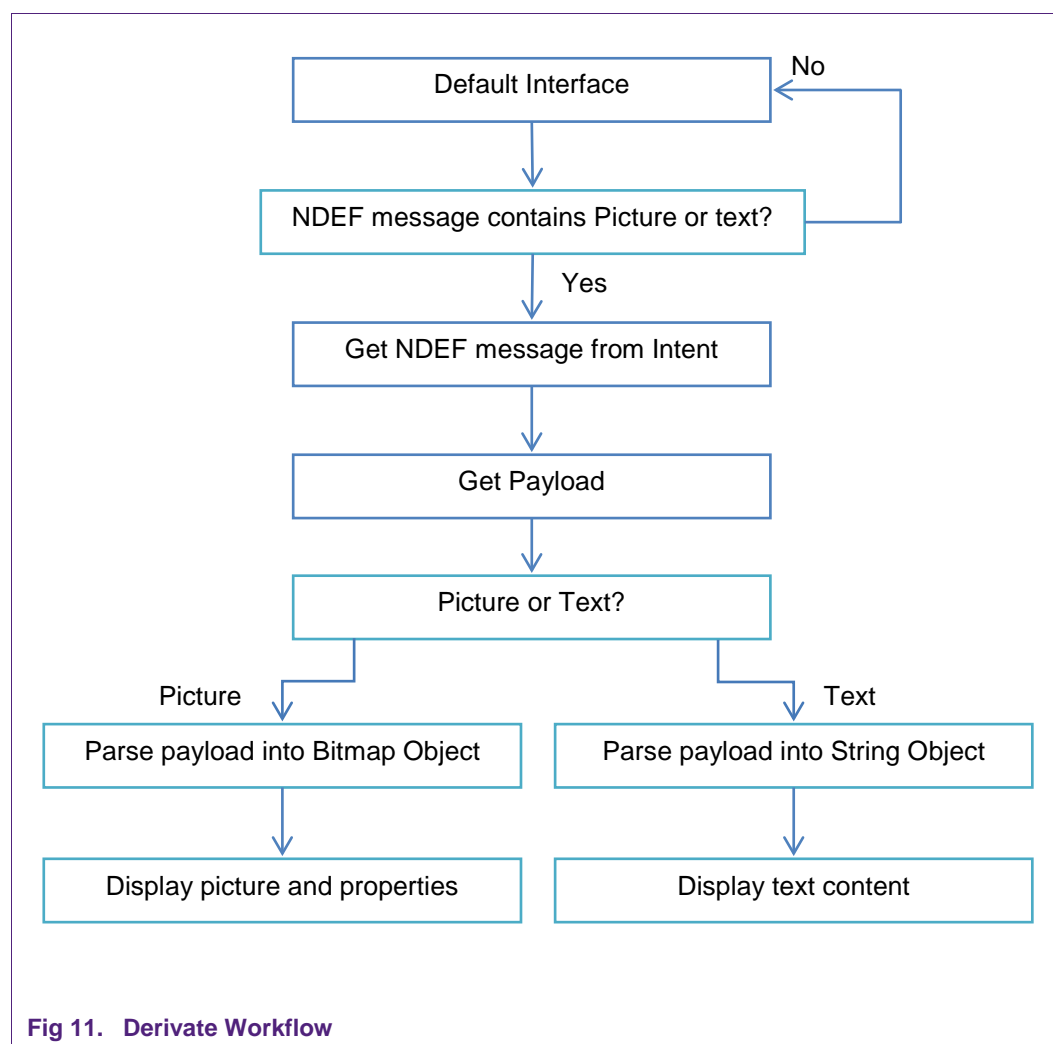 Default Interface
No
NDEF message contains Picture or text?
Yes
Get NDEF message from Intent
Get Payload
Picture or Text?
Picture
Text
Parse payload into Bitmap Object
Parse payload into String Object
Display picture and properties
Display text content
Fig 11. Derivate Workflow